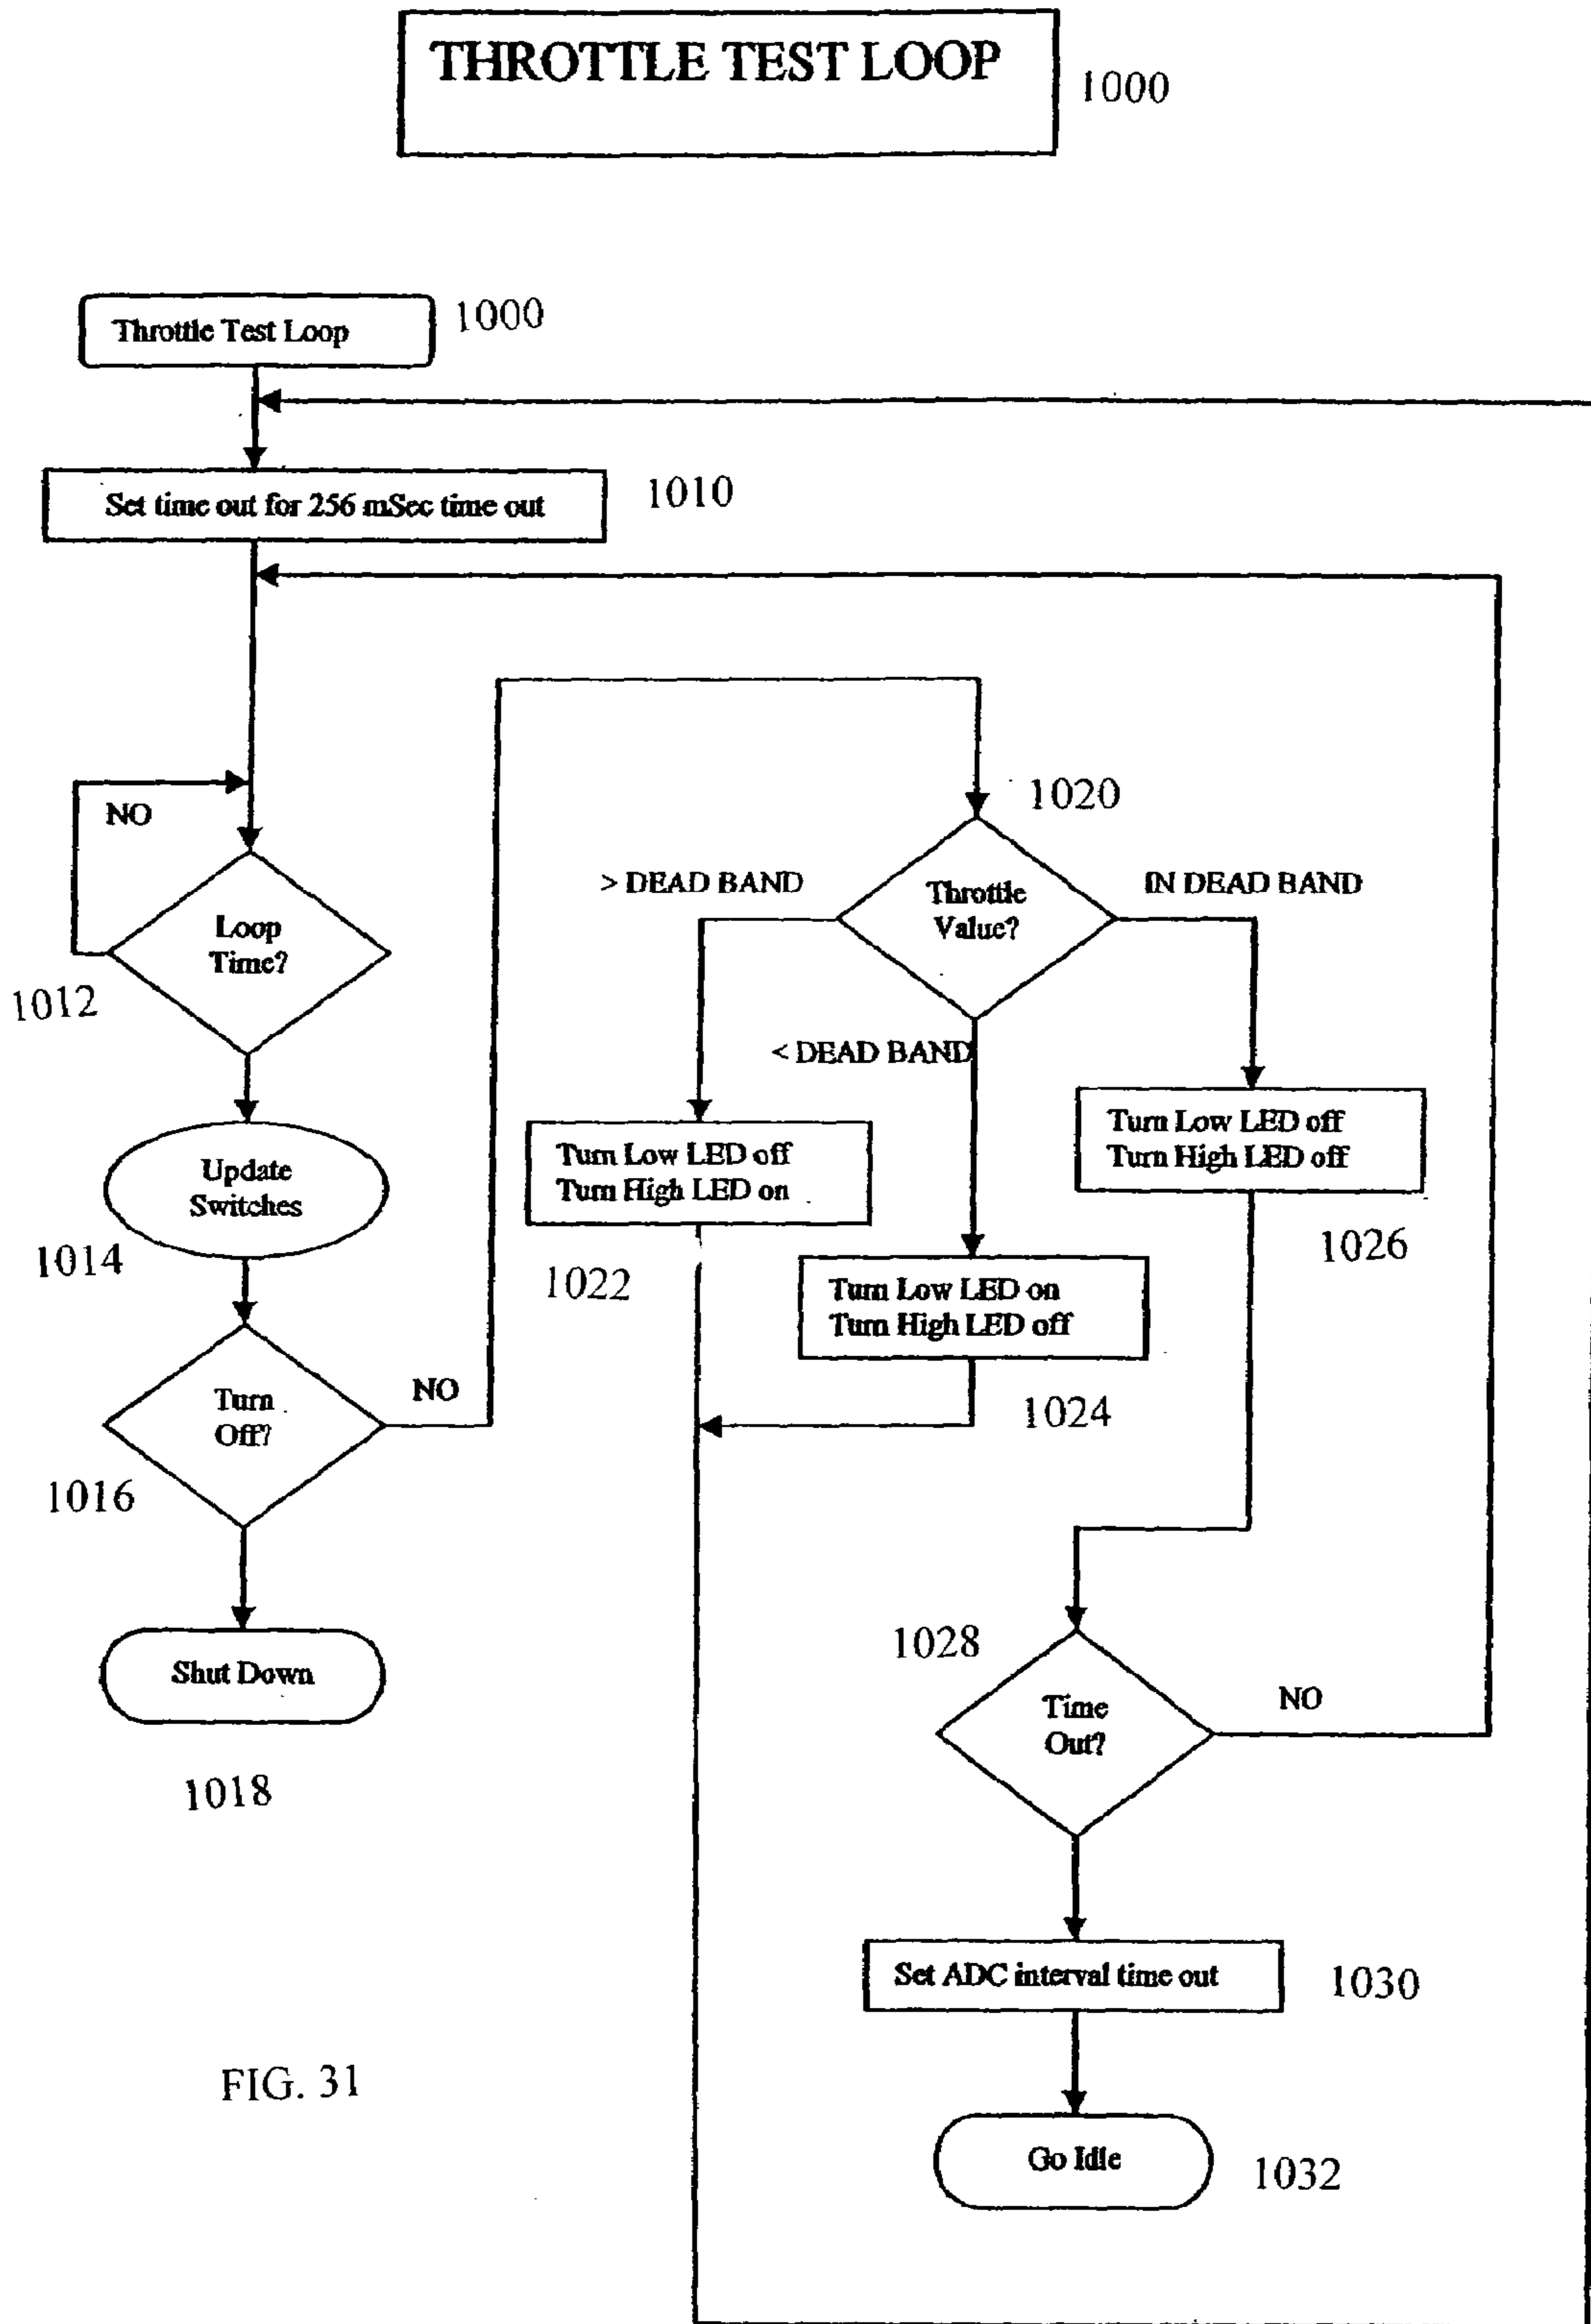 THROTTLE TEST LOOP
1000
Throttle Test Loop
1000
Set time out for 256 mSec time out
1010
NO
Loop
Time?
1012
Update
Switches
1014
Turn
Off?
NO
1016
Shut Down
1018
1020
Throttle
Value?
> DEAD BAND
IN DEAD BAND
< DEAD BAND
Turn Low LED off
Turn High LED on
1022
Turn Low LED on
Turn High LED off
1024
Turn Low LED off
Turn High LED off
1026
1028
Time
Out?
NO
Set ADC interval time out
1030
Go Idle
1032
FIG. 31